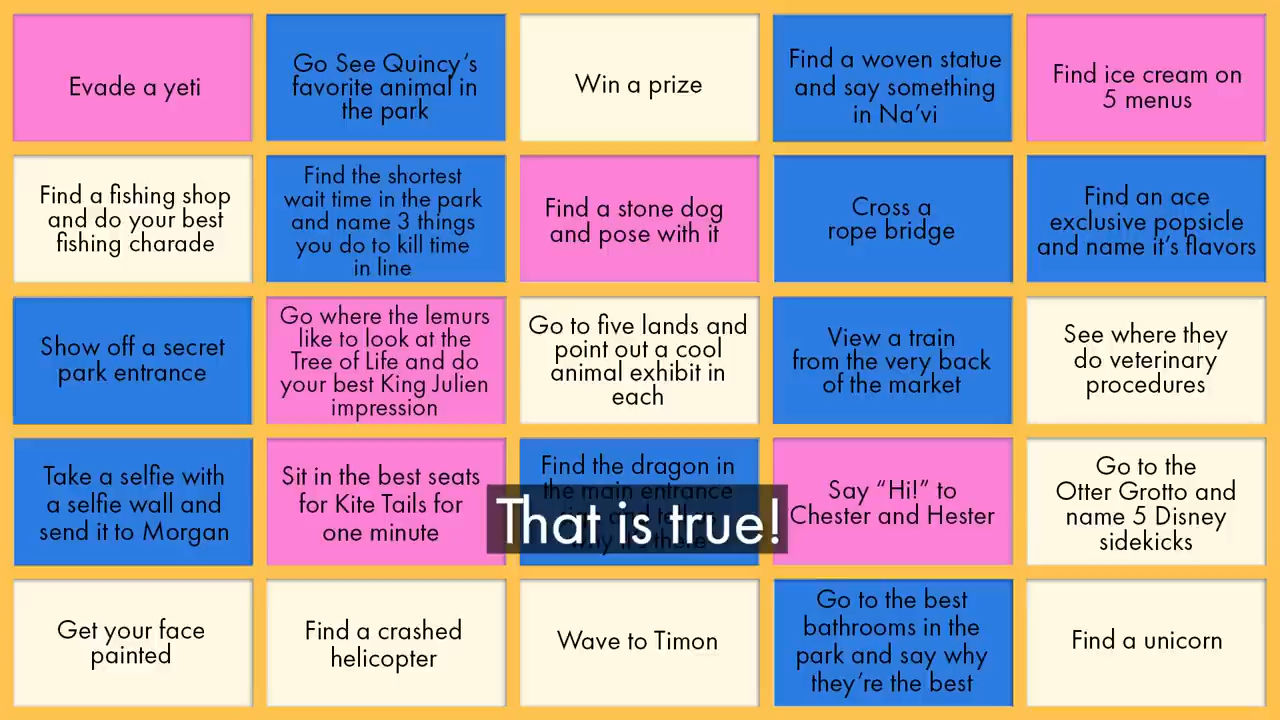 Evade a yeti
Go See Quincy's
favorite animal in
the park
Win a prize
Find a woven statue
and say something
in Na'vi
Find ice cream on
5 menus
Find a fishing shop
and do your best
fishing charade
Find the shortest
wait time in the park
and name 3 things
you do to kill time
in line
Find a stone dog
and pose with it
Cross a
rope bridge
Find an ace
exclusive popsicle
and name it's flavors
Show off a secret
park entrance
Go where the lemurs
like to look at the
Tree of Life and do
your best King Julien
impression
Go to five lands and
point out a cool
animal exhibit in
each
View a train
from the very back
of the market
See where they
do veterinary
procedures
Take a selfie with
a selfie wall and
send it to Morgan
Sit in the best seats
for Kite Tails for
one minute
Find the dragon in
the main entrance
That is true!
Say “Hi!” to
Chester and Hester
Go to the
Otter Grotto and
name 5 Disney
sidekicks
Get your face
painted
Find a crashed
helicopter
Wave to Timon
Go to the best
bathrooms in the
park and say why
they're the best
Find a unicorn